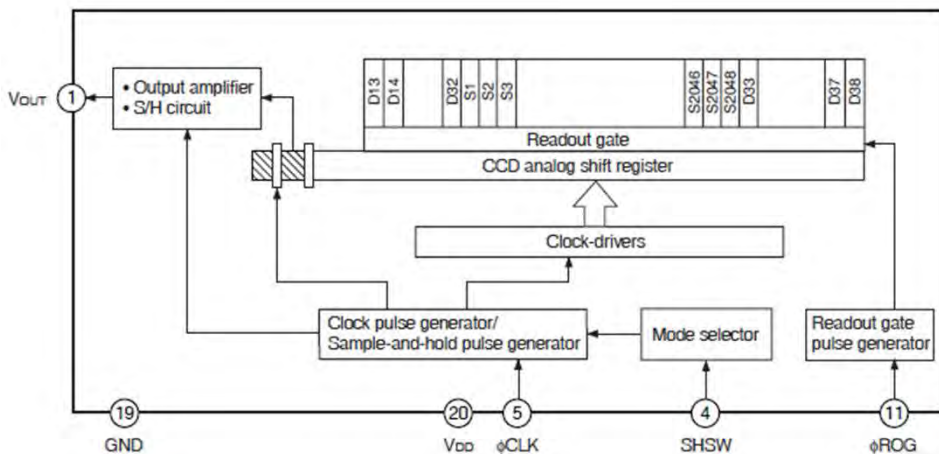 D13
D14
D32
S1
S2
S3
S2046
S2047
S2048
D33
D37
D38
VOUT 1
• Output amplifier
• S/H circuit
Readout gate
CCD analog shift register
Clock-drivers
Clock pulse generator/
Sample-and-hold pulse generator
Mode selector
Readout gate
pulse generator
19
20
5
4
11
GND
VDD
ϕCLK
SHSW
ϕROG